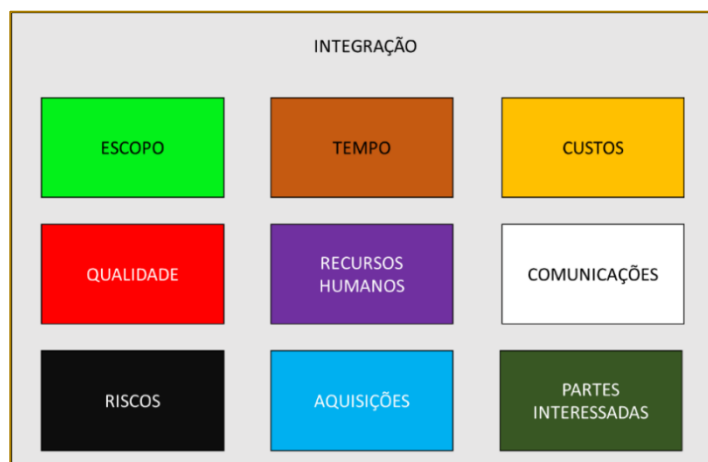 INTEGRAÇÃO
ESCOPO
TEMPO
CUSTOS
QUALIDADE
RECURSOS
HUMANOS
COMUNICAÇÕES
RISCOS
AQUISIÇÕES
PARTES
INTERESSADAS